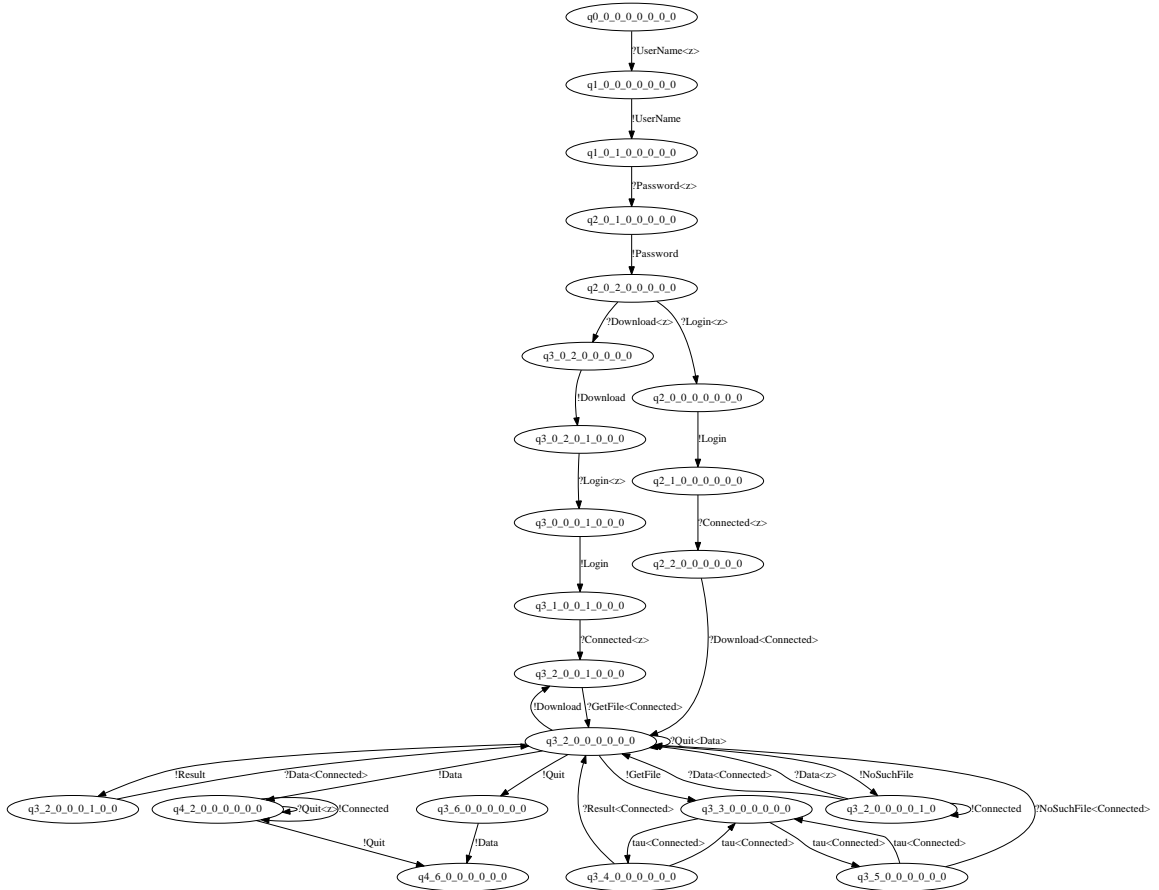 q0_0_0_0_0_0_0_0
?UserName<z>
q1_0_0_0_0_0_0_0
!UserName
q1_0_1_0_0_0_0_0
?Password<z>
q2_0_1_0_0_0_0_0
!Password
q2_0_2_0_0_0_0_0
?Download<z> ?Login<z>
q3_0_2_0_0_0_0_0
q2_0_0_0_0_0_0_0
!Download
q3_0_2_0_1_0_0_0
!Login
?Login<z>
q2_1_0_0_0_0_0_0
q3_0_0_0_1_0_0_0
?Connected<z>
!Login
q2_2_0_0_0_0_0_0
q3_1_0_0_1_0_0_0
?Connected<z>
?Download<Connected>
q3_2_0_0_1_0_0_0
!Download ?GetFile<Connected>
q3_2_0_0_0_0_0_0 ?Quit<Data>
!Result ?Data<Connected> !Data !Quit !GetFile ?Data<Connected> ?Data<z> !NoSuchFile
q3_2_0_0_0_1_0_0 q4_2_0_0_0_0_0_0 ?Quit<z> !Connected q3_6_0_0_0_0_0_0 ?Result<Connected> q3_3_0_0_0_0_0_0 q3_2_0_0_0_0_1_0 !Connected ?NoSuchFile<Connected>
!Quit !Data tau<Connected> tau<Connected> tau<Connected> tau<Connected>
q4_6_0_0_0_0_0_0 q3_4_0_0_0_0_0_0 q3_5_0_0_0_0_0_0